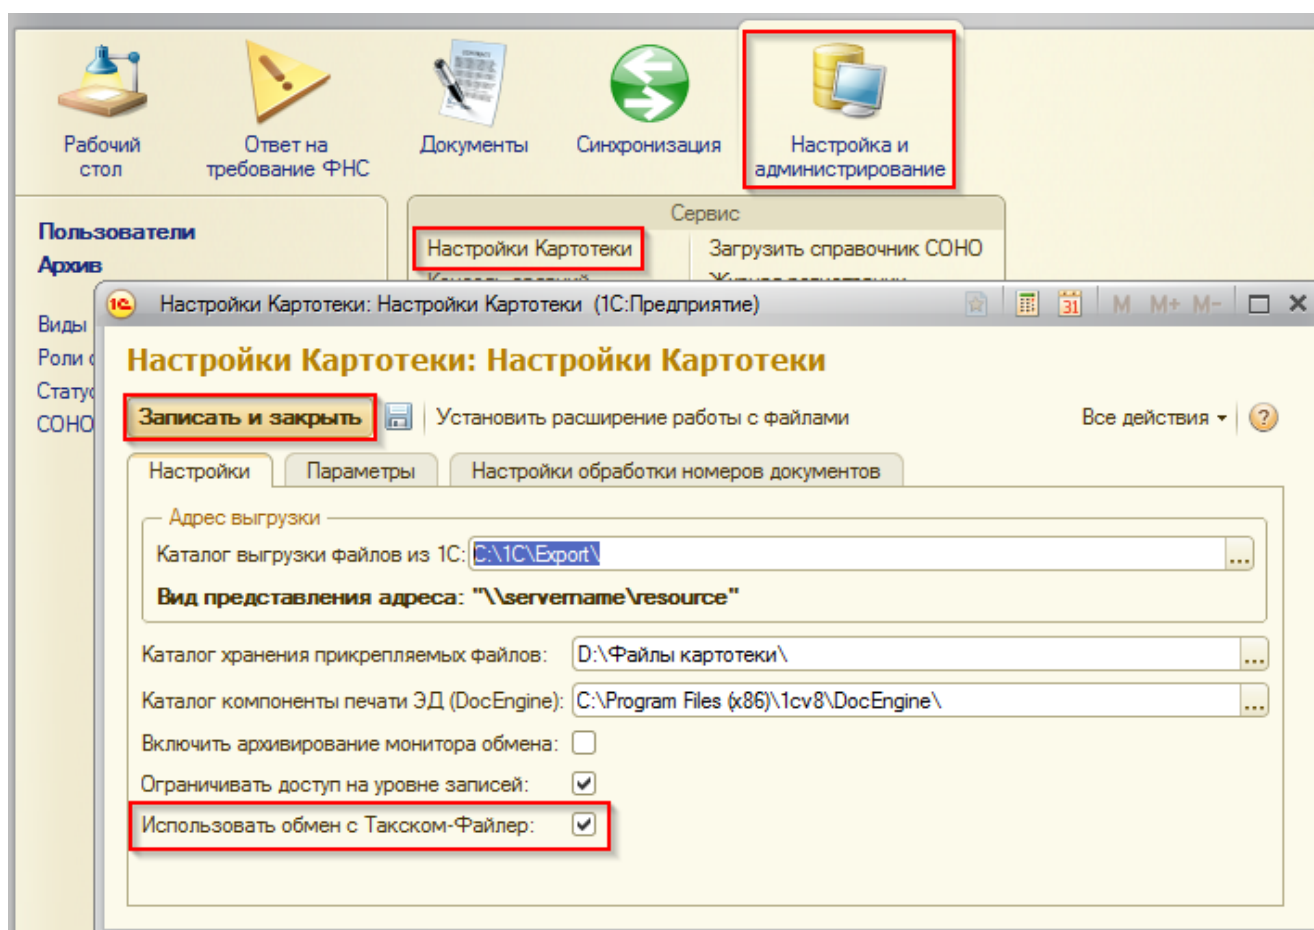 Рабочий
стол
Ответ на
требование ФНС
Документы
Синхронизация
Настройка и
администрирование
Пользователи
Архив
Виды
Роли
Статус
СОНО
Сервис
Настройки Картотеки
Загрузить справочник СОНО
Настройки Картотеки: Настройки Картотеки (1С:Предприятие)
31
M M+ M-
Настройки Картотеки: Настройки Картотеки
Записать и закрыть
Установить расширение работы с файлами
Все действия
?
Настройки
Параметры
Настройки обработки номеров документов
Адрес выгрузки
Каталог выгрузки файлов из 1С: C:\1C\Export\ ...
Вид представления адреса: "\\servername\resource"
Каталог хранения прикрепляемых файлов: D:\Файлы картотеки\ ...
Каталог компоненты печати ЭД (DocEngine): C:\Program Files (x86)\1cv8\DocEngine\ ...
Включить архивирование монитора обмена:
Ограничивать доступ на уровне записей:
Использовать обмен с Такском-Файлер: